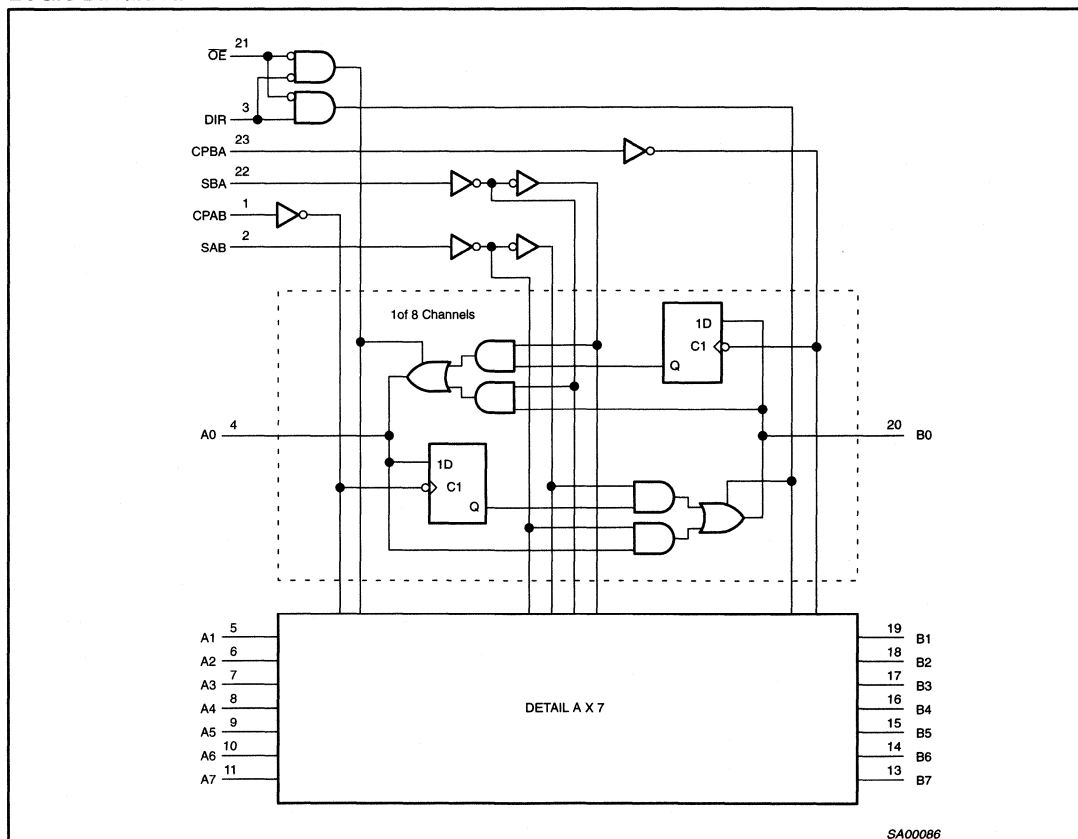 21
OE
3
DIR
23
CPBA
22
SBA
1
CPAB
2
SAB
1of 8 Channels
1D
C1
Q
4
A0
20
B0
1D
C1
Q
5
A1
19
B1
6
A2
18
B2
7
A3
17
B3
8
A4
16
B4
DETAIL A X 7
9
A5
15
B5
10
A6
14
B6
11
A7
13
B7
SA00086